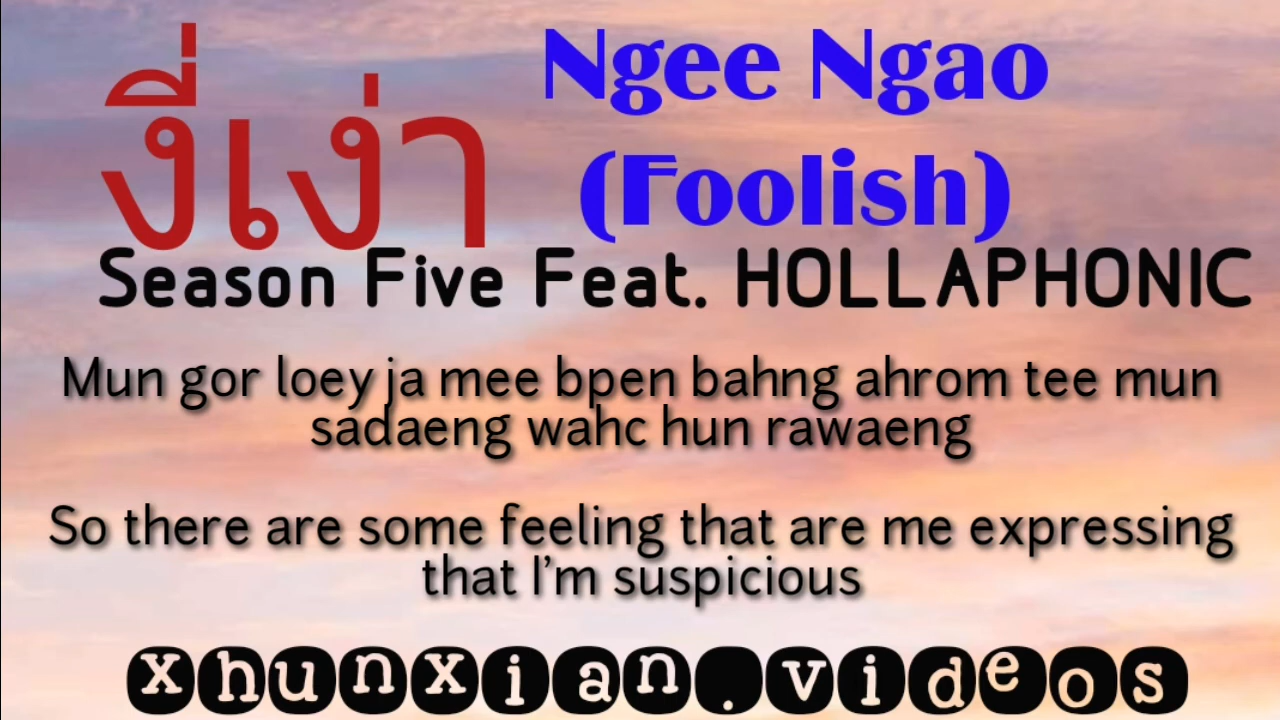 งี่เง่า
Ngee Ngao
(Foolish)
Season Five Feat. HOLLAPHONIC
Mun gor loey ja mee bpen bahng ahrom tee mun
sadaeng wahc hun rawaeng
So there are some feeling that are me expressing
that I'm suspicious
xhunxian.videos